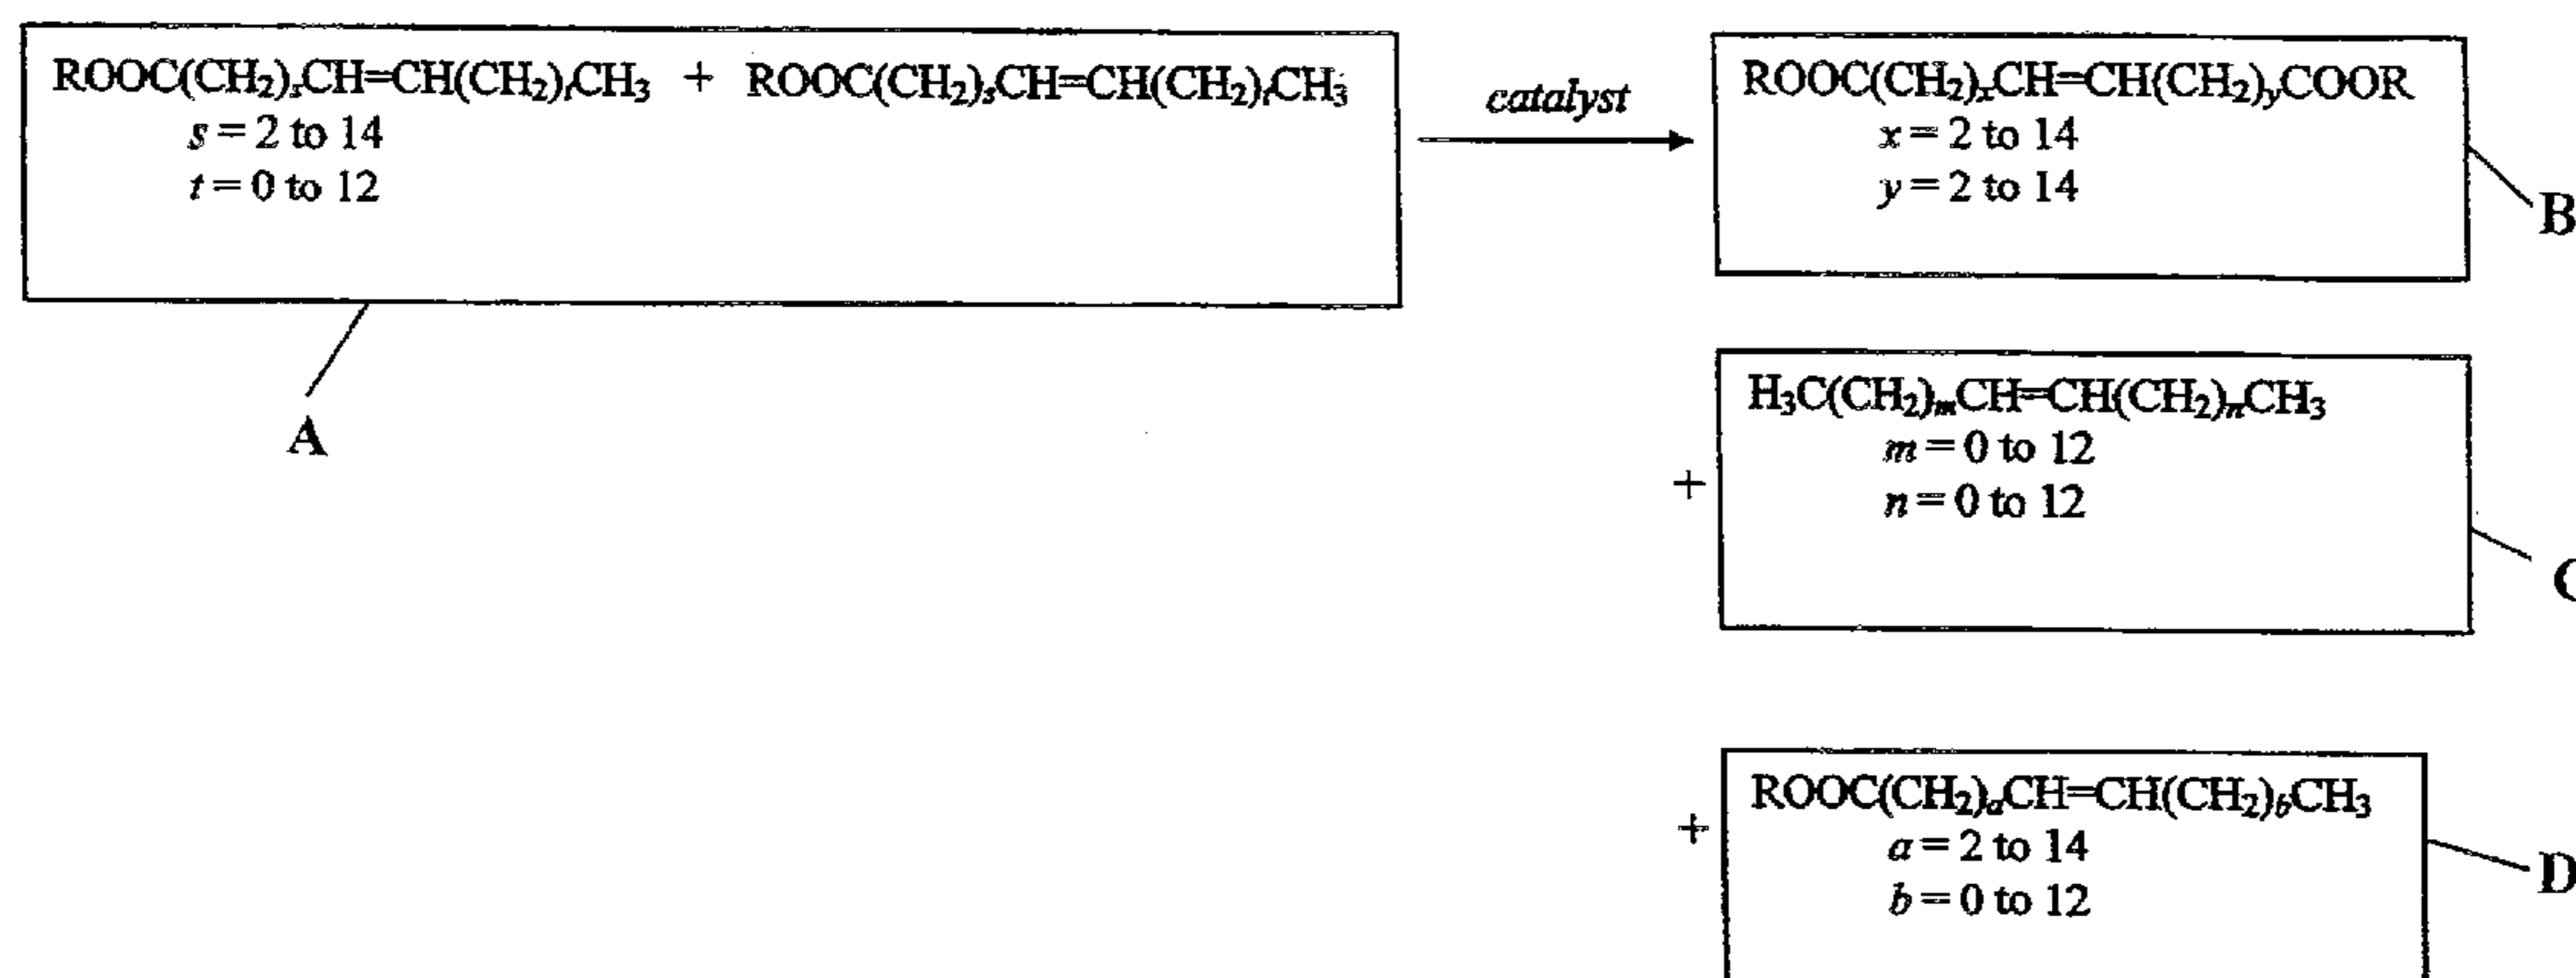 ROOC(CH₂)ₛCH=CH(CH₂)ₜCH₃ + ROOC(CH₂)ₛCH=CH(CH₂)ₜCH₃
s = 2 to 14
t = 0 to 12
A
catalyst
ROOC(CH₂)ₓCH=CH(CH₂)yCOOR
x = 2 to 14
y = 2 to 14
B
+
H₃C(CH₂)ₘCH=CH(CH₂)ₙCH₃
m = 0 to 12
n = 0 to 12
C
+
ROOC(CH₂)ₐCH=CH(CH₂)bCH₃
a = 2 to 14
b = 0 to 12
D